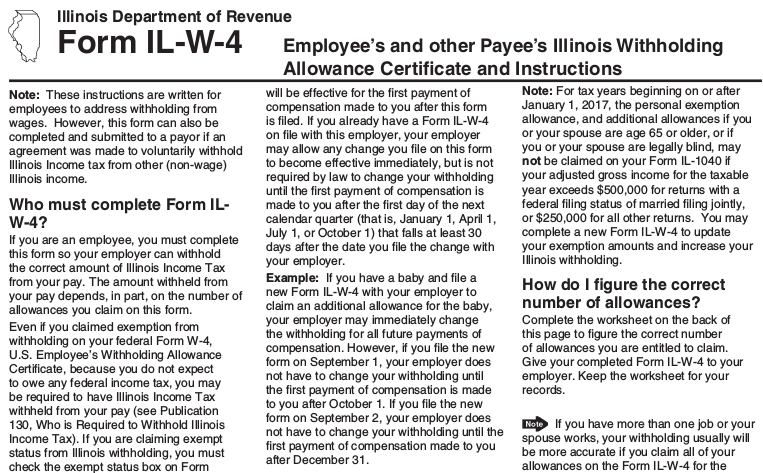 Illinois Department of Revenue
Form IL-W-4
Employee's and other Payee's Illinois Withholding
Allowance Certificate and Instructions
Note: These instructions are written for
employees to address withholding from
wages. However, this form can also be
completed and submitted to a payor if an
agreement was made to voluntarily withhold
Illinois Income tax from other (non-wage)
Illinois income.
Who must complete Form IL-
W-4?
If you are an employee, you must complete
this form so your employer can withhold
the correct amount of Illinois Income Tax
from your pay. The amount withheld from
your pay depends, in part, on the number of
allowances you claim on this form.
Even if you claimed exemption from
withholding on your federal Form W-4,
U.S. Employee's Withholding Allowance
Certificate, because you do not expect
to owe any federal income tax, you may
be required to have Illinois Income Tax
withheld from your pay (see Publication
130, Who is Required to Withhold Illinois
Income Tax). If you are claiming exempt
status from Illinois withholding, you must
check the exempt status box on Form
will be effective for the first payment of
compensation made to you after this form
is filed. If you already have a Form IL-W-4
on file with this employer, your employer
may allow any change you file on this form
to become effective immediately, but is not
required by law to change your withholding
until the first payment of compensation is
made to you after the first day of the next
calendar quarter (that is, January 1, April 1,
July 1, or October 1) that falls at least 30
days after the date you file the change with
your employer.
Example: If you have a baby and file a
new Form IL-W-4 with your employer to
claim an additional allowance for the baby,
your employer may immediately change
the withholding for all future payments of
compensation. However, if you file the new
form on September 1, your employer does
not have to change your withholding until
the first payment of compensation is made
to you after October 1. If you file the new
form on September 2, your employer does
not have to change your withholding until the
first payment of compensation is made to you
after December 31.
Note: For tax years beginning on or after
January 1, 2017, the personal exemption
allowance, and additional allowances if you
or your spouse are age 65 or older, or if
you or your spouse are legally blind, may
not be claimed on your Form IL-1040 if
your adjusted gross income for the taxable
year exceeds $500,000 for returns with a
federal filing status of married filing jointly,
or $250,000 for all other returns. You may
complete a new Form IL-W-4 to update
your exemption amounts and increase your
Illinois withholding.
How do I figure the correct
number of allowances?
Complete the worksheet on the back of
this page to figure the correct number
of allowances you are entitled to claim.
Give your completed Form IL-W-4 to your
employer. Keep the worksheet for your
records.
Note If you have more than one job or your
spouse works, your withholding usually will
be more accurate if you claim all of your
allowances on the Form IL-W-4 for the